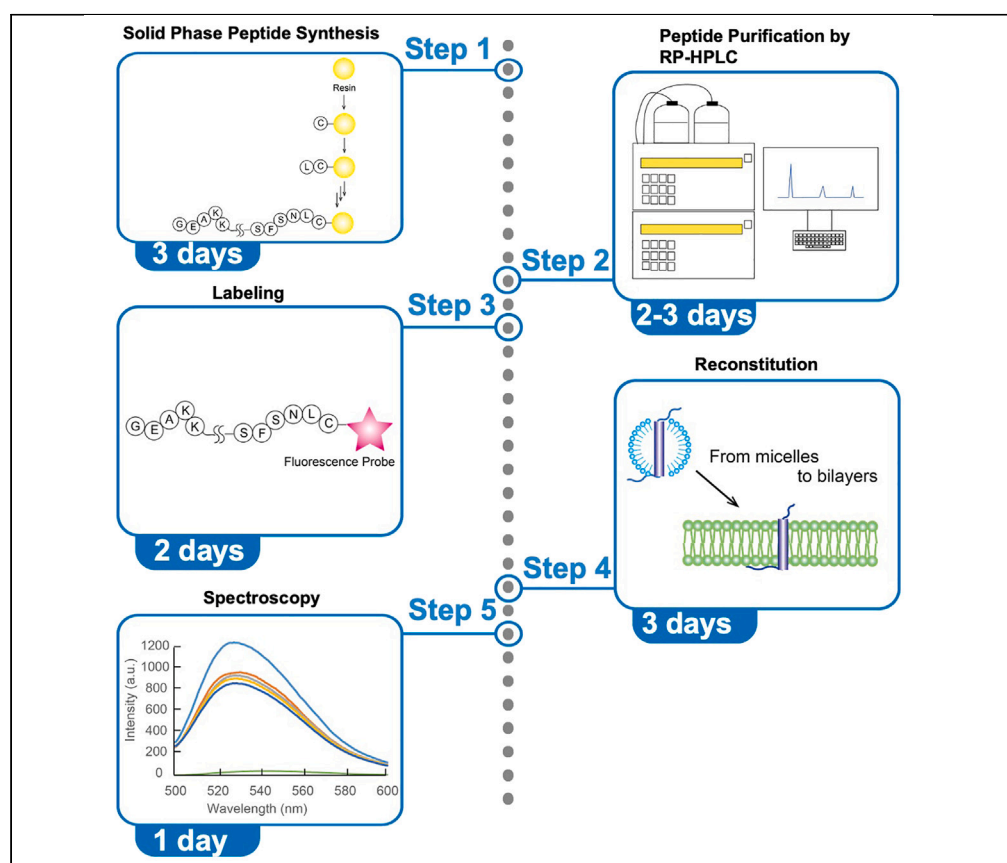 Solid Phase Peptide Synthesis
Step 1
Resin
C
L C
G E A K K S F S N L C
3 days
Peptide Purification by
RP-HPLC
Step 2
2-3 days
Labeling
Step 3
G E A K K S F S N L C
Fluorescence Probe
2 days
Reconstitution
From micelles
to bilayers
Step 4
3 days
Spectroscopy
Step 5
Intensity (a.u.)
1200
1000
800
600
400
200
0
500 520 540 560 580 600
Wavelength (nm)
1 day